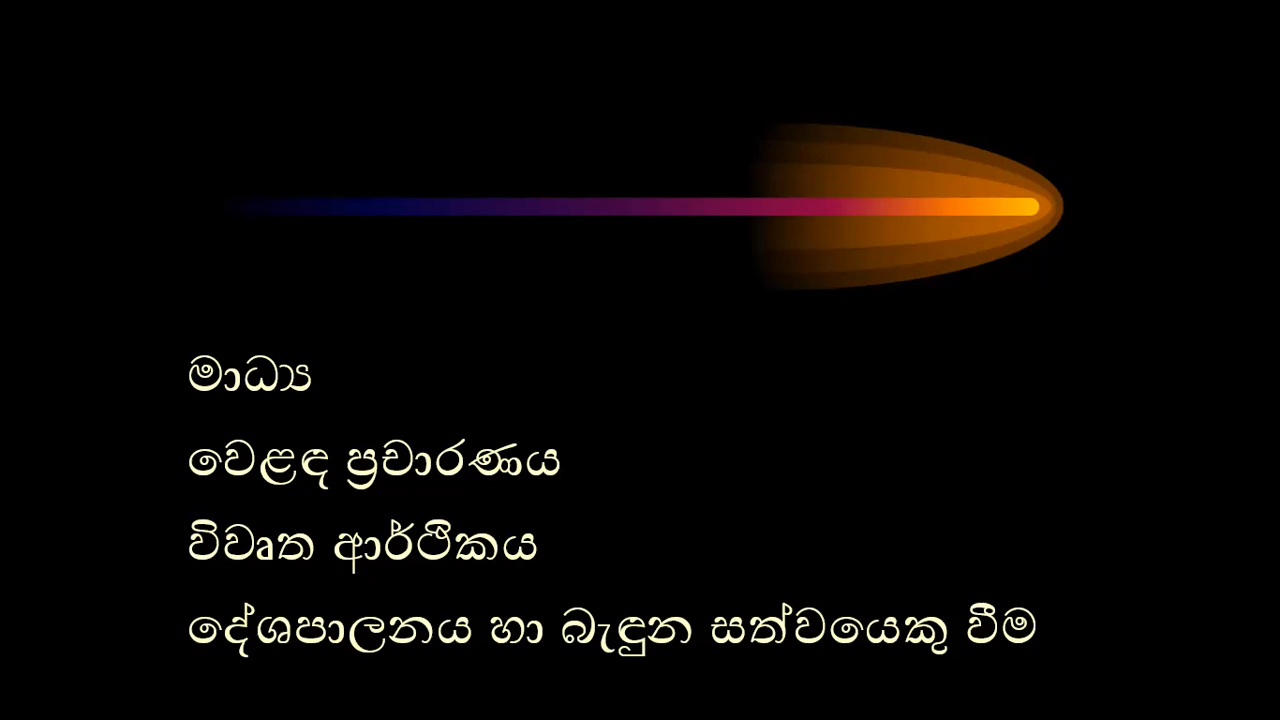 මාධ්‍ය
වෙළඳ ප්‍රචාරණය
විවෘත ආර්ථිකය
දේශපාලනය හා බැඳුන සත්වයෙකු වීම